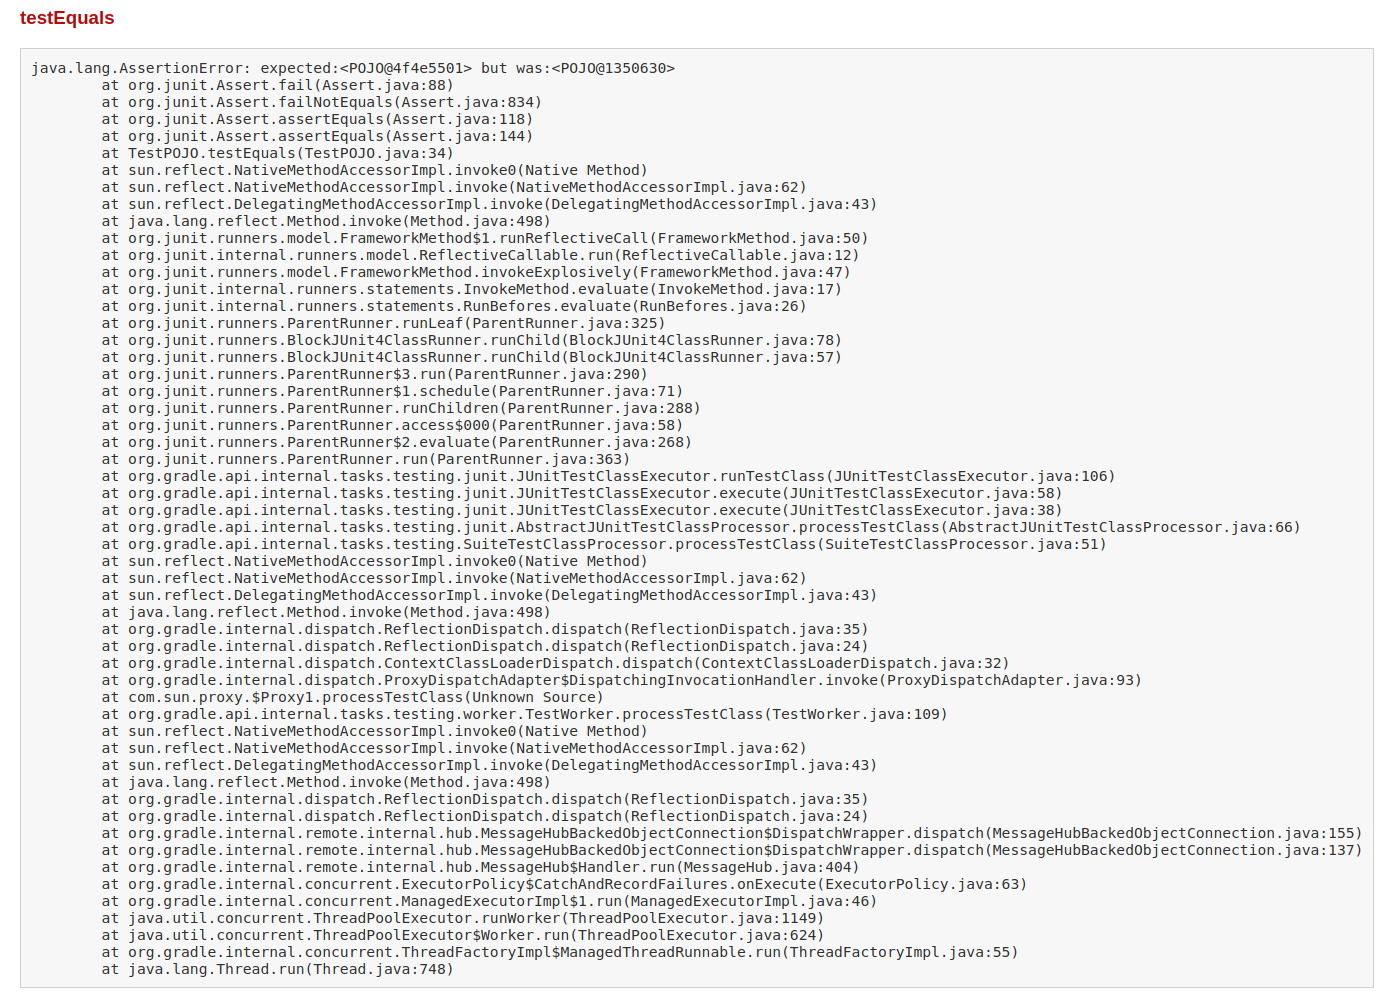 testEquals
java.lang.AssertionError: expected:<POJO@4f4e5501> but was:<POJO@1350630>
at org.junit.Assert.fail(Assert.java:88)
at org.junit.Assert.failNotEquals(Assert.java:834)
at org.junit.Assert.assertEquals(Assert.java:118)
at org.junit.Assert.assertEquals(Assert.java:144)
at TestPOJO.testEquals(TestPOJO.java:34)
at sun.reflect.NativeMethodAccessorImpl.invoke0(Native Method)
at sun.reflect.NativeMethodAccessorImpl.invoke(NativeMethodAccessorImpl.java:62)
at sun.reflect.DelegatingMethodAccessorImpl.invoke(DelegatingMethodAccessorImpl.java:43)
at java.lang.reflect.Method.invoke(Method.java:498)
at org.junit.runners.model.FrameworkMethod$1.runReflectiveCall(FrameworkMethod.java:50)
at org.junit.internal.runners.model.ReflectiveCallable.run(ReflectiveCallable.java:12)
at org.junit.runners.model.FrameworkMethod.invokeExplosively(FrameworkMethod.java:47)
at org.junit.internal.runners.statements.InvokeMethod.evaluate(InvokeMethod.java:17)
at org.junit.internal.runners.statements.RunBefores.evaluate(RunBefores.java:26)
at org.junit.runners.ParentRunner.runLeaf(ParentRunner.java:325)
at org.junit.runners.BlockJUnit4ClassRunner.runChild(BlockJUnit4ClassRunner.java:78)
at org.junit.runners.BlockJUnit4ClassRunner.runChild(BlockJUnit4ClassRunner.java:57)
at org.junit.runners.ParentRunner$3.run(ParentRunner.java:290)
at org.junit.runners.ParentRunner$1.schedule(ParentRunner.java:71)
at org.junit.runners.ParentRunner.runChildren(ParentRunner.java:288)
at org.junit.runners.ParentRunner.access$000(ParentRunner.java:58)
at org.junit.runners.ParentRunner$2.evaluate(ParentRunner.java:268)
at org.junit.runners.ParentRunner.run(ParentRunner.java:363)
at org.gradle.api.internal.tasks.testing.junit.JUnitTestClassExecutor.runTestClass(JUnitTestClassExecutor.java:106)
at org.gradle.api.internal.tasks.testing.junit.JUnitTestClassExecutor.execute(JUnitTestClassExecutor.java:58)
at org.gradle.api.internal.tasks.testing.junit.JUnitTestClassExecutor.execute(JUnitTestClassExecutor.java:38)
at org.gradle.api.internal.tasks.testing.junit.AbstractJUnitTestClassProcessor.processTestClass(AbstractJUnitTestClassProcessor.java:66)
at org.gradle.api.internal.tasks.testing.SuiteTestClassProcessor.processTestClass(SuiteTestClassProcessor.java:51)
at sun.reflect.NativeMethodAccessorImpl.invoke0(Native Method)
at sun.reflect.NativeMethodAccessorImpl.invoke(NativeMethodAccessorImpl.java:62)
at sun.reflect.DelegatingMethodAccessorImpl.invoke(DelegatingMethodAccessorImpl.java:43)
at java.lang.reflect.Method.invoke(Method.java:498)
at org.gradle.internal.dispatch.ReflectionDispatch.dispatch(ReflectionDispatch.java:35)
at org.gradle.internal.dispatch.ReflectionDispatch.dispatch(ReflectionDispatch.java:24)
at org.gradle.internal.dispatch.ContextClassLoaderDispatch.dispatch(ContextClassLoaderDispatch.java:32)
at org.gradle.internal.dispatch.ProxyDispatchAdapter$DispatchingInvocationHandler.invoke(ProxyDispatchAdapter.java:93)
at com.sun.proxy.$Proxy1.processTestClass(Unknown Source)
at org.gradle.api.internal.tasks.testing.worker.TestWorker.processTestClass(TestWorker.java:109)
at sun.reflect.NativeMethodAccessorImpl.invoke0(Native Method)
at sun.reflect.NativeMethodAccessorImpl.invoke(NativeMethodAccessorImpl.java:62)
at sun.reflect.DelegatingMethodAccessorImpl.invoke(DelegatingMethodAccessorImpl.java:43)
at java.lang.reflect.Method.invoke(Method.java:498)
at org.gradle.internal.dispatch.ReflectionDispatch.dispatch(ReflectionDispatch.java:35)
at org.gradle.internal.dispatch.ReflectionDispatch.dispatch(ReflectionDispatch.java:24)
at org.gradle.internal.remote.internal.hub.MessageHubBackedObjectConnection$DispatchWrapper.dispatch(MessageHubBackedObjectConnection.java:155)
at org.gradle.internal.remote.internal.hub.MessageHubBackedObjectConnection$DispatchWrapper.dispatch(MessageHubBackedObjectConnection.java:137)
at org.gradle.internal.remote.internal.hub.MessageHub$Handler.run(MessageHub.java:404)
at org.gradle.internal.concurrent.ExecutorPolicy$CatchAndRecordFailures.onExecute(ExecutorPolicy.java:63)
at org.gradle.internal.concurrent.ManagedExecutorImpl$1.run(ManagedExecutorImpl.java:46)
at java.util.concurrent.ThreadPoolExecutor.runWorker(ThreadPoolExecutor.java:1149)
at java.util.concurrent.ThreadPoolExecutor$Worker.run(ThreadPoolExecutor.java:624)
at org.gradle.internal.concurrent.ThreadFactoryImpl$ManagedThreadRunnable.run(ThreadFactoryImpl.java:55)
at java.lang.Thread.run(Thread.java:748)